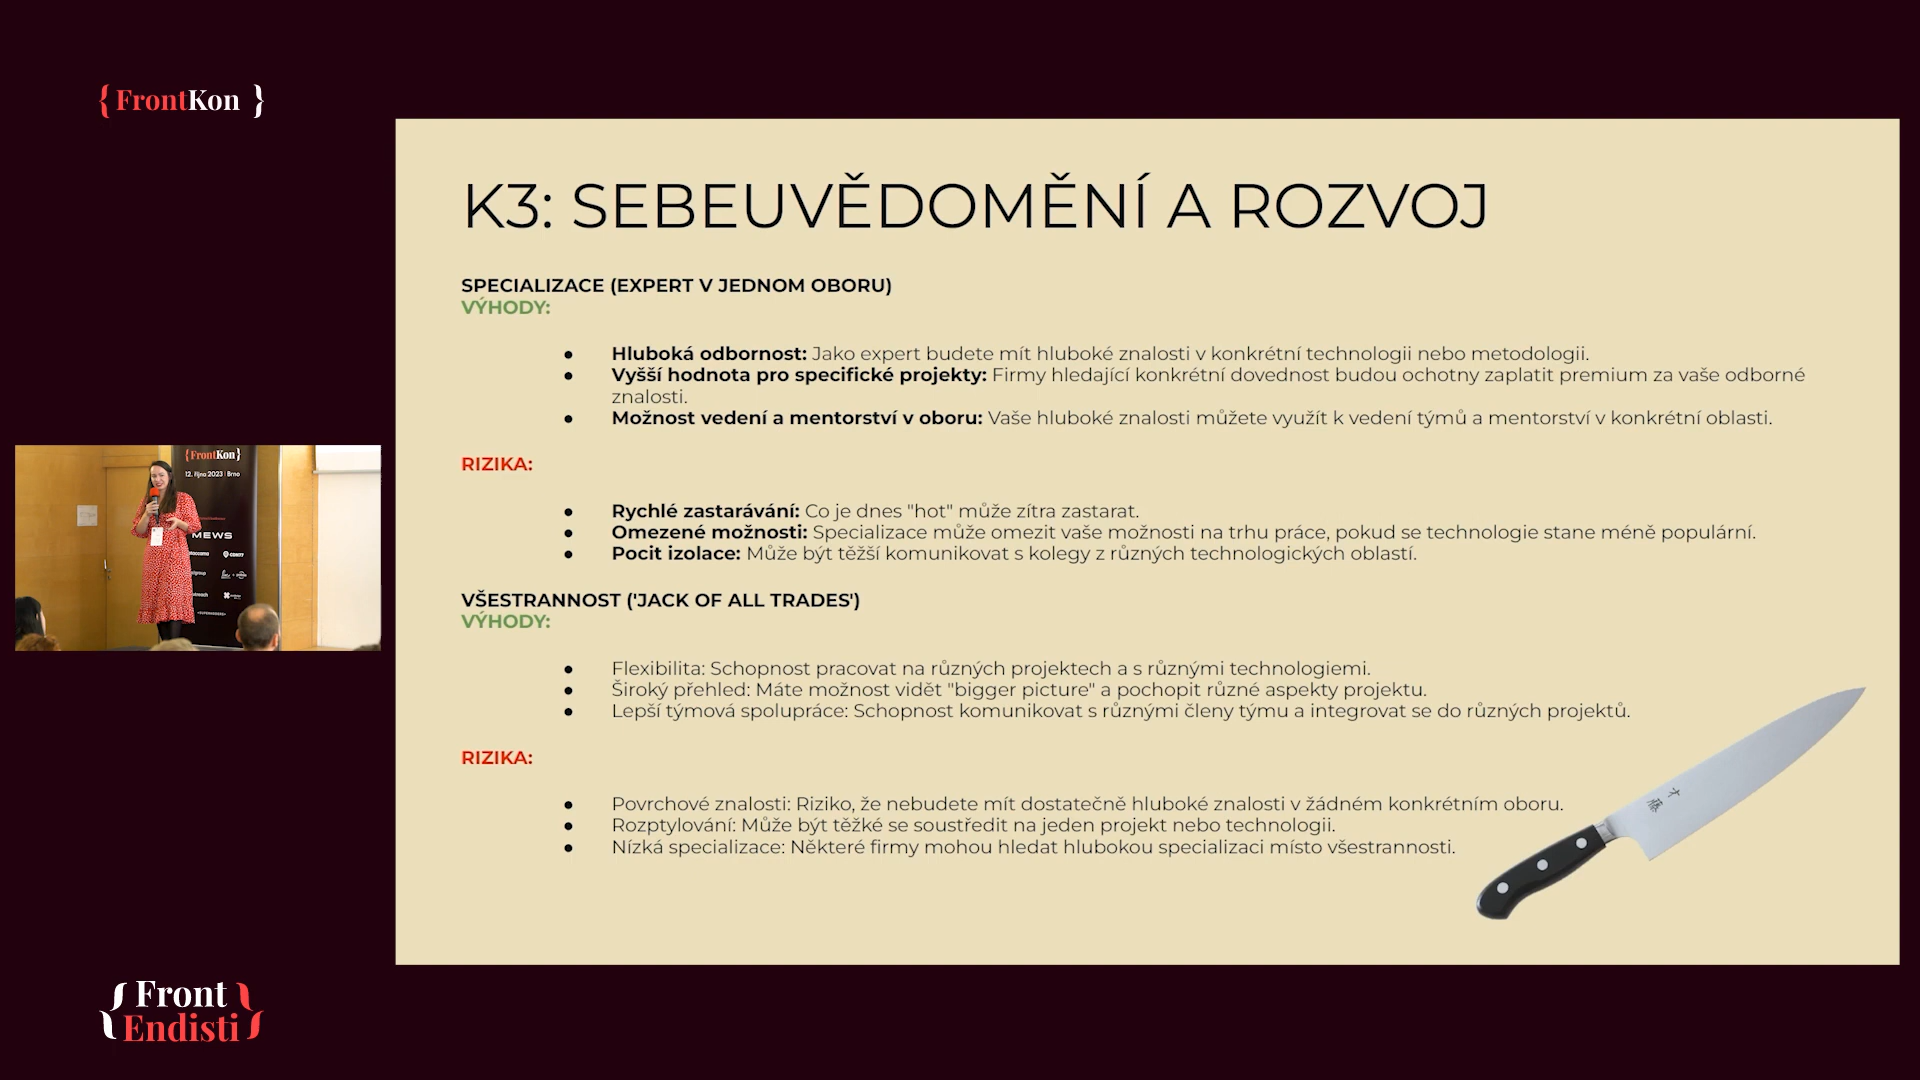 { FrontKon }
K3: SEBEUVĚDOMĚNÍ A ROZVOJ
SPECIALIZACE (EXPERT V JEDNOM OBORU)
VÝHODY:
● Hluboká odbornost: Jako expert budete mít hluboké znalosti v konkrétní technologii nebo metodologii.
● Vyšší hodnota pro specifické projekty: Firmy hledající konkrétní dovednost budou ochotny zaplatit premium za vaše odborné
znalosti.
● Možnost vedení a mentorství v oboru: Vaše hluboké znalosti můžete využít k vedení týmů a mentorství v konkrétní oblasti.
RIZIKA:
● Rychlé zastarávání: Co je dnes "hot" může zítra zastarat.
● Omezené možnosti: Specializace může omezit vaše možnosti na trhu práce, pokud se technologie stane méně populární.
● Pocit izolace: Může být těžší komunikovat s kolegy z různých technologických oblastí.
VŠESTRANNOST ('JACK OF ALL TRADES')
VÝHODY:
● Flexibilita: Schopnost pracovat na různých projektech a s různými technologiemi.
● Široký přehled: Máte možnost vidět "bigger picture" a pochopit různé aspekty projektu.
● Lepší týmová spolupráce: Schopnost komunikovat s různými členy týmu a integrovat se do různých projektů.
RIZIKA:
● Povrchové znalosti: Riziko, že nebudete mít dostatečně hluboké znalosti v žádném konkrétním oboru.
● Rozptylování: Může být těžké se soustředit na jeden projekt nebo technologii.
● Nízká specializace: Některé firmy mohou hledat hlubokou specializaci místo všestrannosti.
{FrontKon}
12. října 2023 | Brno
MEWS
{ Front }
{ Endisti }